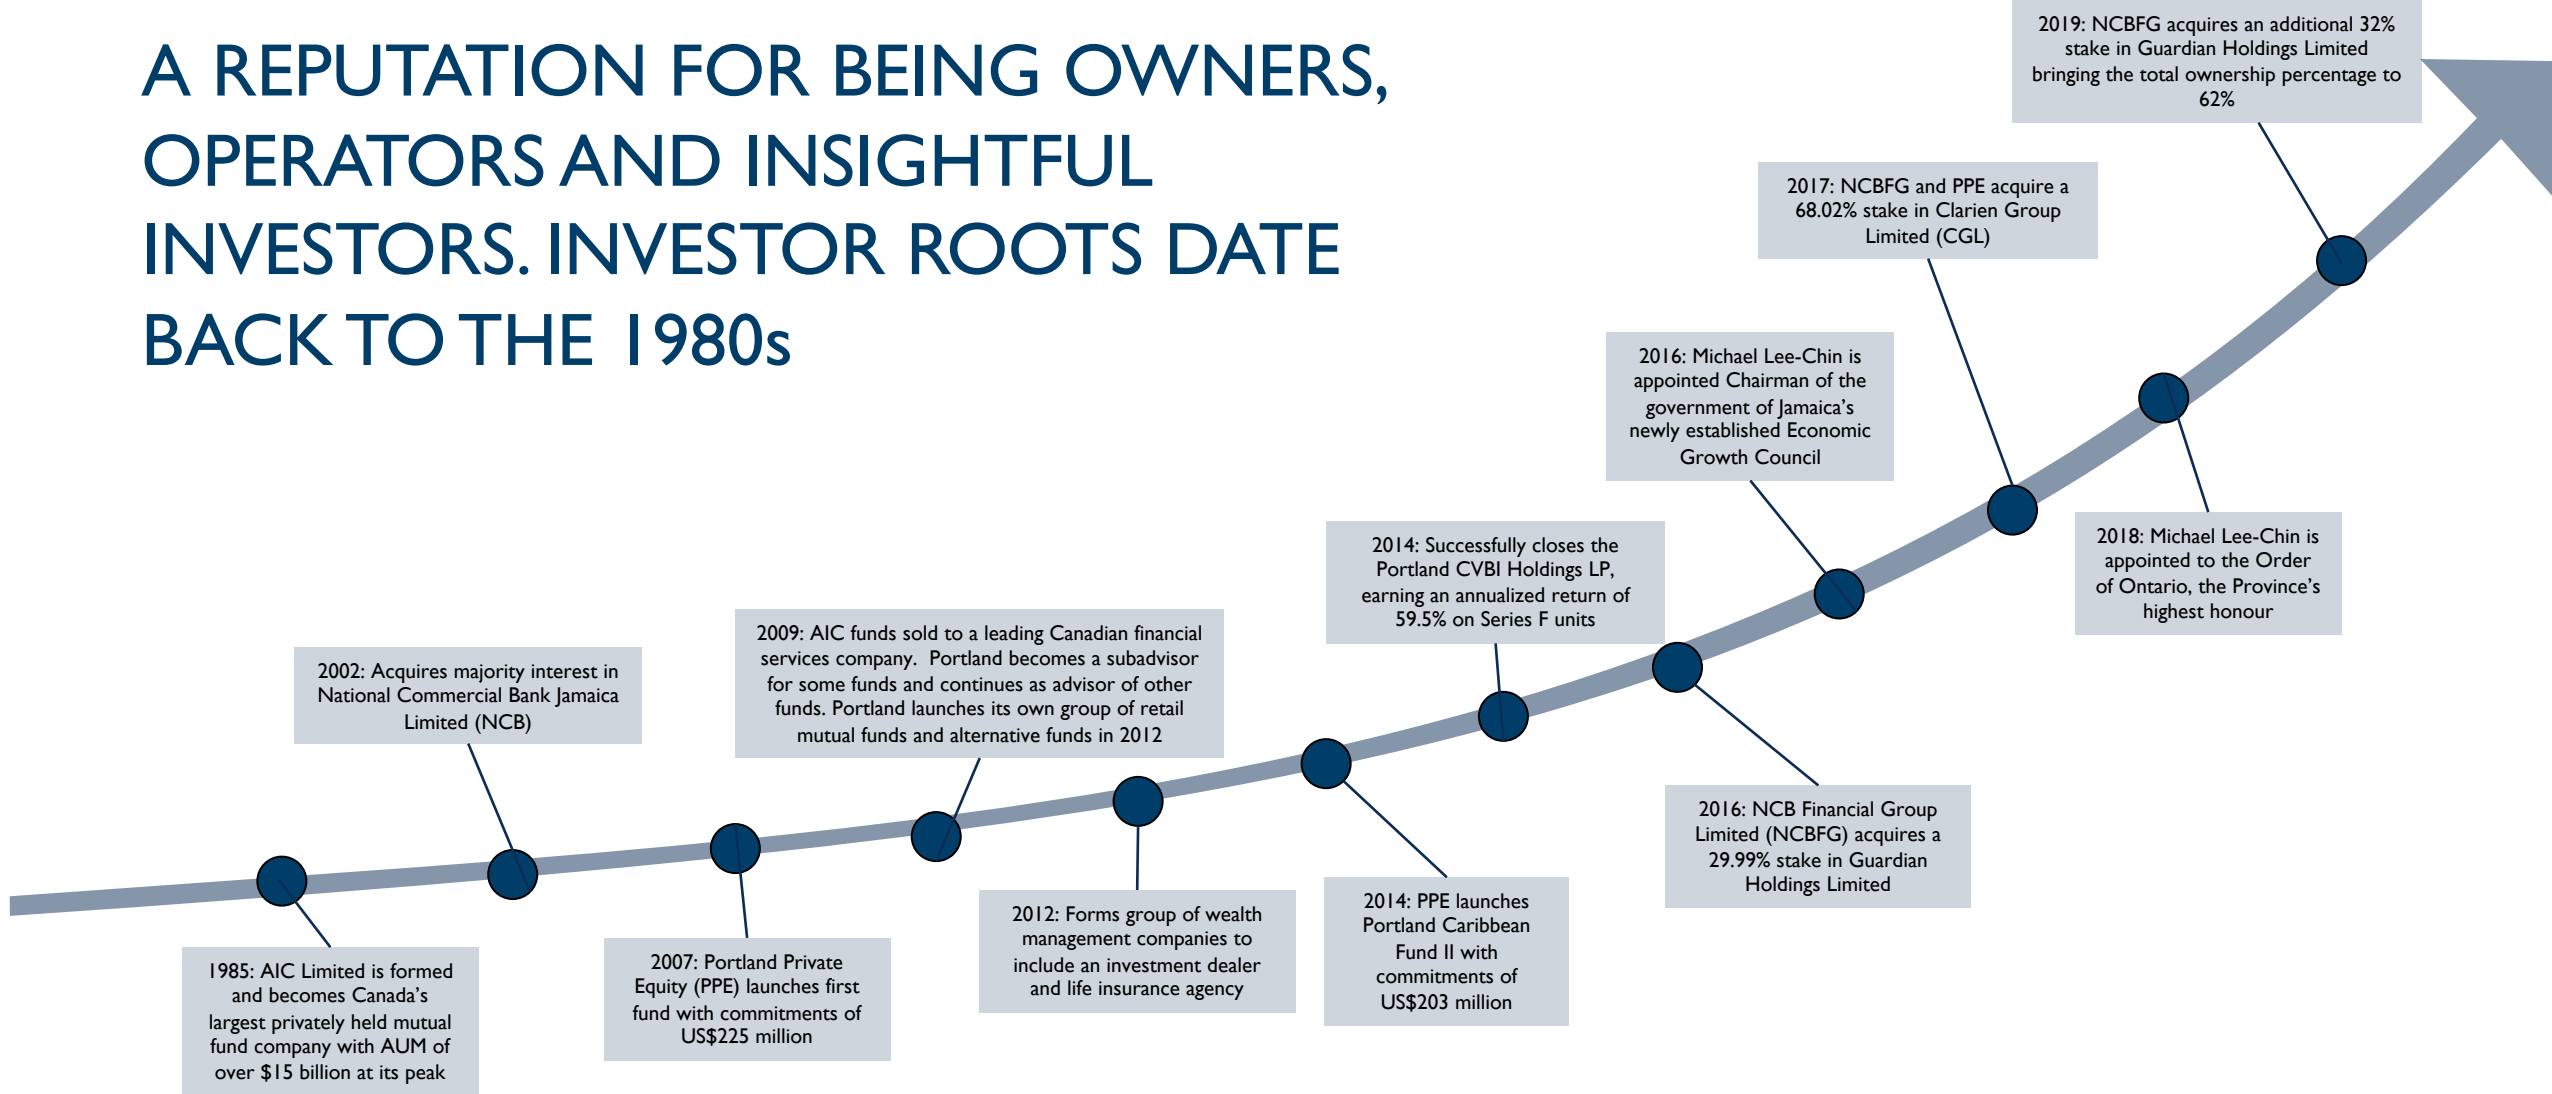 A REPUTATION FOR BEING OWNERS,
OPERATORS AND INSIGHTFUL
INVESTORS. INVESTOR ROOTS DATE
BACK TO THE 1980s
1985: AIC Limited is formed
and becomes Canada's
largest privately held mutual
fund company with AUM of
over $15 billion at its peak
2002: Acquires majority interest in
National Commercial Bank Jamaica
Limited (NCB)
2007: Portland Private
Equity (PPE) launches first
fund with commitments of
US$225 million
2009: AIC funds sold to a leading Canadian financial
services company.  Portland becomes a subadvisor
for some funds and continues as advisor of other
funds. Portland launches its own group of retail
mutual funds and alternative funds in 2012
2012: Forms group of wealth
management companies to
include an investment dealer
and life insurance agency
2014: PPE launches
Portland Caribbean
Fund II with
commitments of
US$203 million
2014: Successfully closes the
Portland CVBI Holdings LP,
earning an annualized return of
59.5% on Series F units
2016: NCB Financial Group
Limited (NCBFG) acquires a
29.99% stake in Guardian
Holdings Limited
2016: Michael Lee-Chin is
appointed Chairman of the
government of Jamaica's
newly established Economic
Growth Council
2017: NCBFG and PPE acquire a
68.02% stake in Clarien Group
Limited (CGL)
2018: Michael Lee-Chin is
appointed to the Order
of Ontario, the Province's
highest honour
2019: NCBFG acquires an additional 32%
stake in Guardian Holdings Limited
bringing the total ownership percentage to
62%